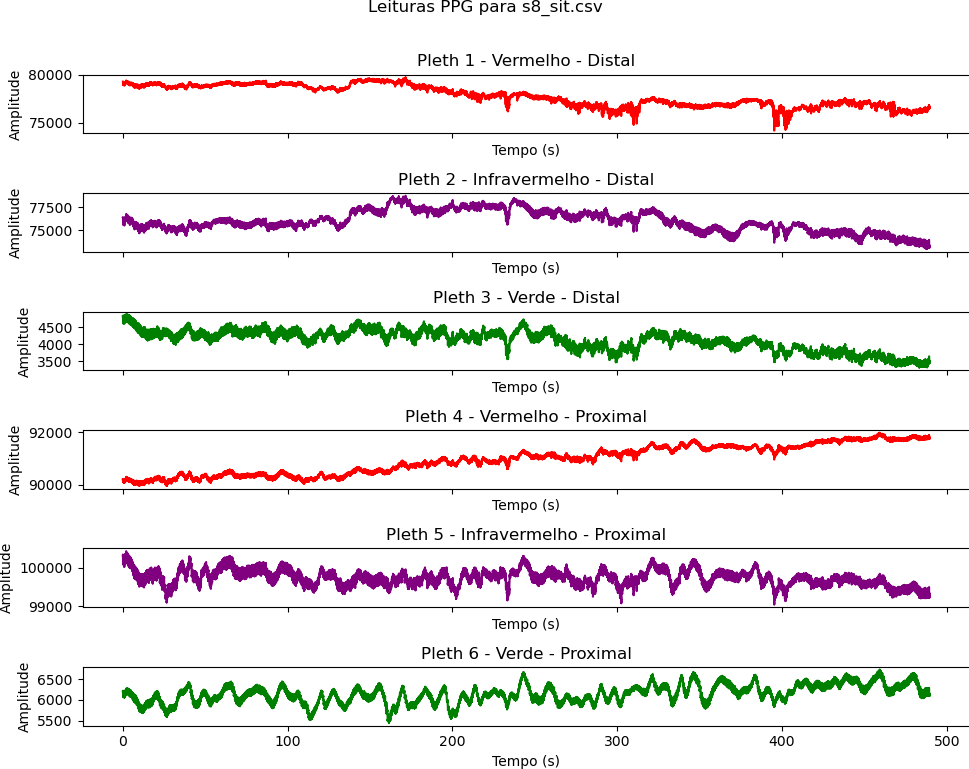 Leituras PPG para s8_sit.csv
Pleth 1 - Vermelho - Distal
80000
75000
Amplitude
Tempo (s)
Pleth 2 - Infravermelho - Distal
77500
75000
Amplitude
Tempo (s)
Pleth 3 - Verde - Distal
4500
4000
3500
Amplitude
Tempo (s)
Pleth 4 - Vermelho - Proximal
92000
90000
Amplitude
Tempo (s)
Pleth 5 - Infravermelho - Proximal
100000
99000
Amplitude
Tempo (s)
Pleth 6 - Verde - Proximal
6500
6000
5500
Amplitude
0 100 200 300 400 500
Tempo (s)